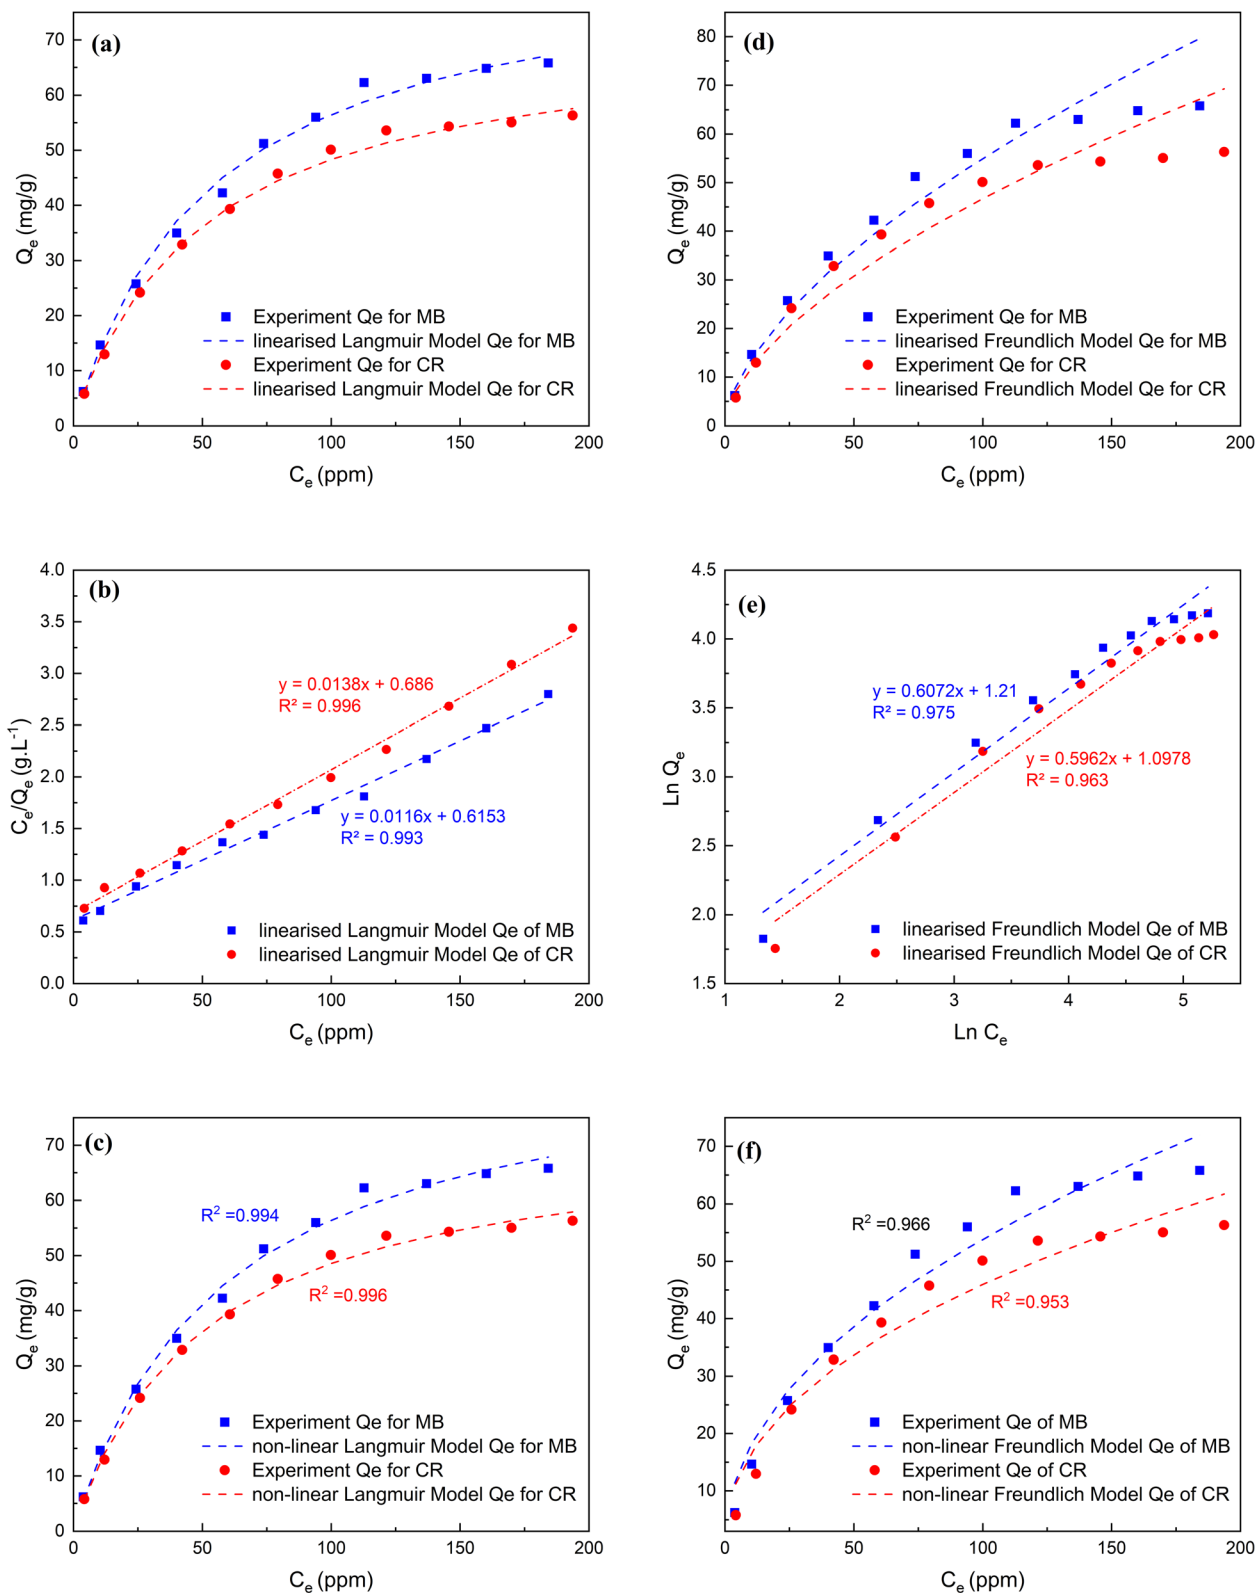 (a)
70
60
50
40
30
20
10
0
Qe (mg/g)
Experiment Qe for MB
linearised Langmuir Model Qe for MB
Experiment Qe for CR
linearised Langmuir Model Qe for CR
0 50 100 150 200
Ce (ppm)
(d)
80
70
60
50
40
30
20
10
0
Qe (mg/g)
Experiment Qe for MB
linearised Freundlich Model Qe for MB
Experiment Qe for CR
linearised Freundlich Model Qe for CR
0 50 100 150 200
Ce (ppm)
(b)
4.0
3.5
3.0
2.5
2.0
1.5
1.0
0.5
0.0
Ce/Qe (g.L-1)
y = 0.0138x + 0.686
R² = 0.996
y = 0.0116x + 0.6153
R² = 0.993
linearised Langmuir Model Qe of MB
linearised Langmuir Model Qe of CR
0 50 100 150 200
Ce (ppm)
(e)
4.5
4.0
3.5
3.0
2.5
2.0
1.5
Ln Qe
y = 0.6072x + 1.21
R² = 0.975
y = 0.5962x + 1.0978
R² = 0.963
linearised Freundlich Model Qe of MB
linearised Freundlich Model Qe of CR
1 2 3 4 5
Ln Ce
(c)
70
60
50
40
30
20
10
0
Qe (mg/g)
R2 =0.994
R2 =0.996
Experiment Qe for MB
non-linear Langmuir Model Qe for MB
Experiment Qe for CR
non-linear Langmuir Model Qe for CR
0 50 100 150 200
Ce (ppm)
(f)
70
60
50
40
30
20
10
Qe (mg/g)
R2 =0.966
R2 =0.953
Experiment Qe of MB
non-linear Freundlich Model Qe of MB
Experiment Qe of CR
non-linear Freundlich Model Qe of CR
0 50 100 150 200
Ce (ppm)